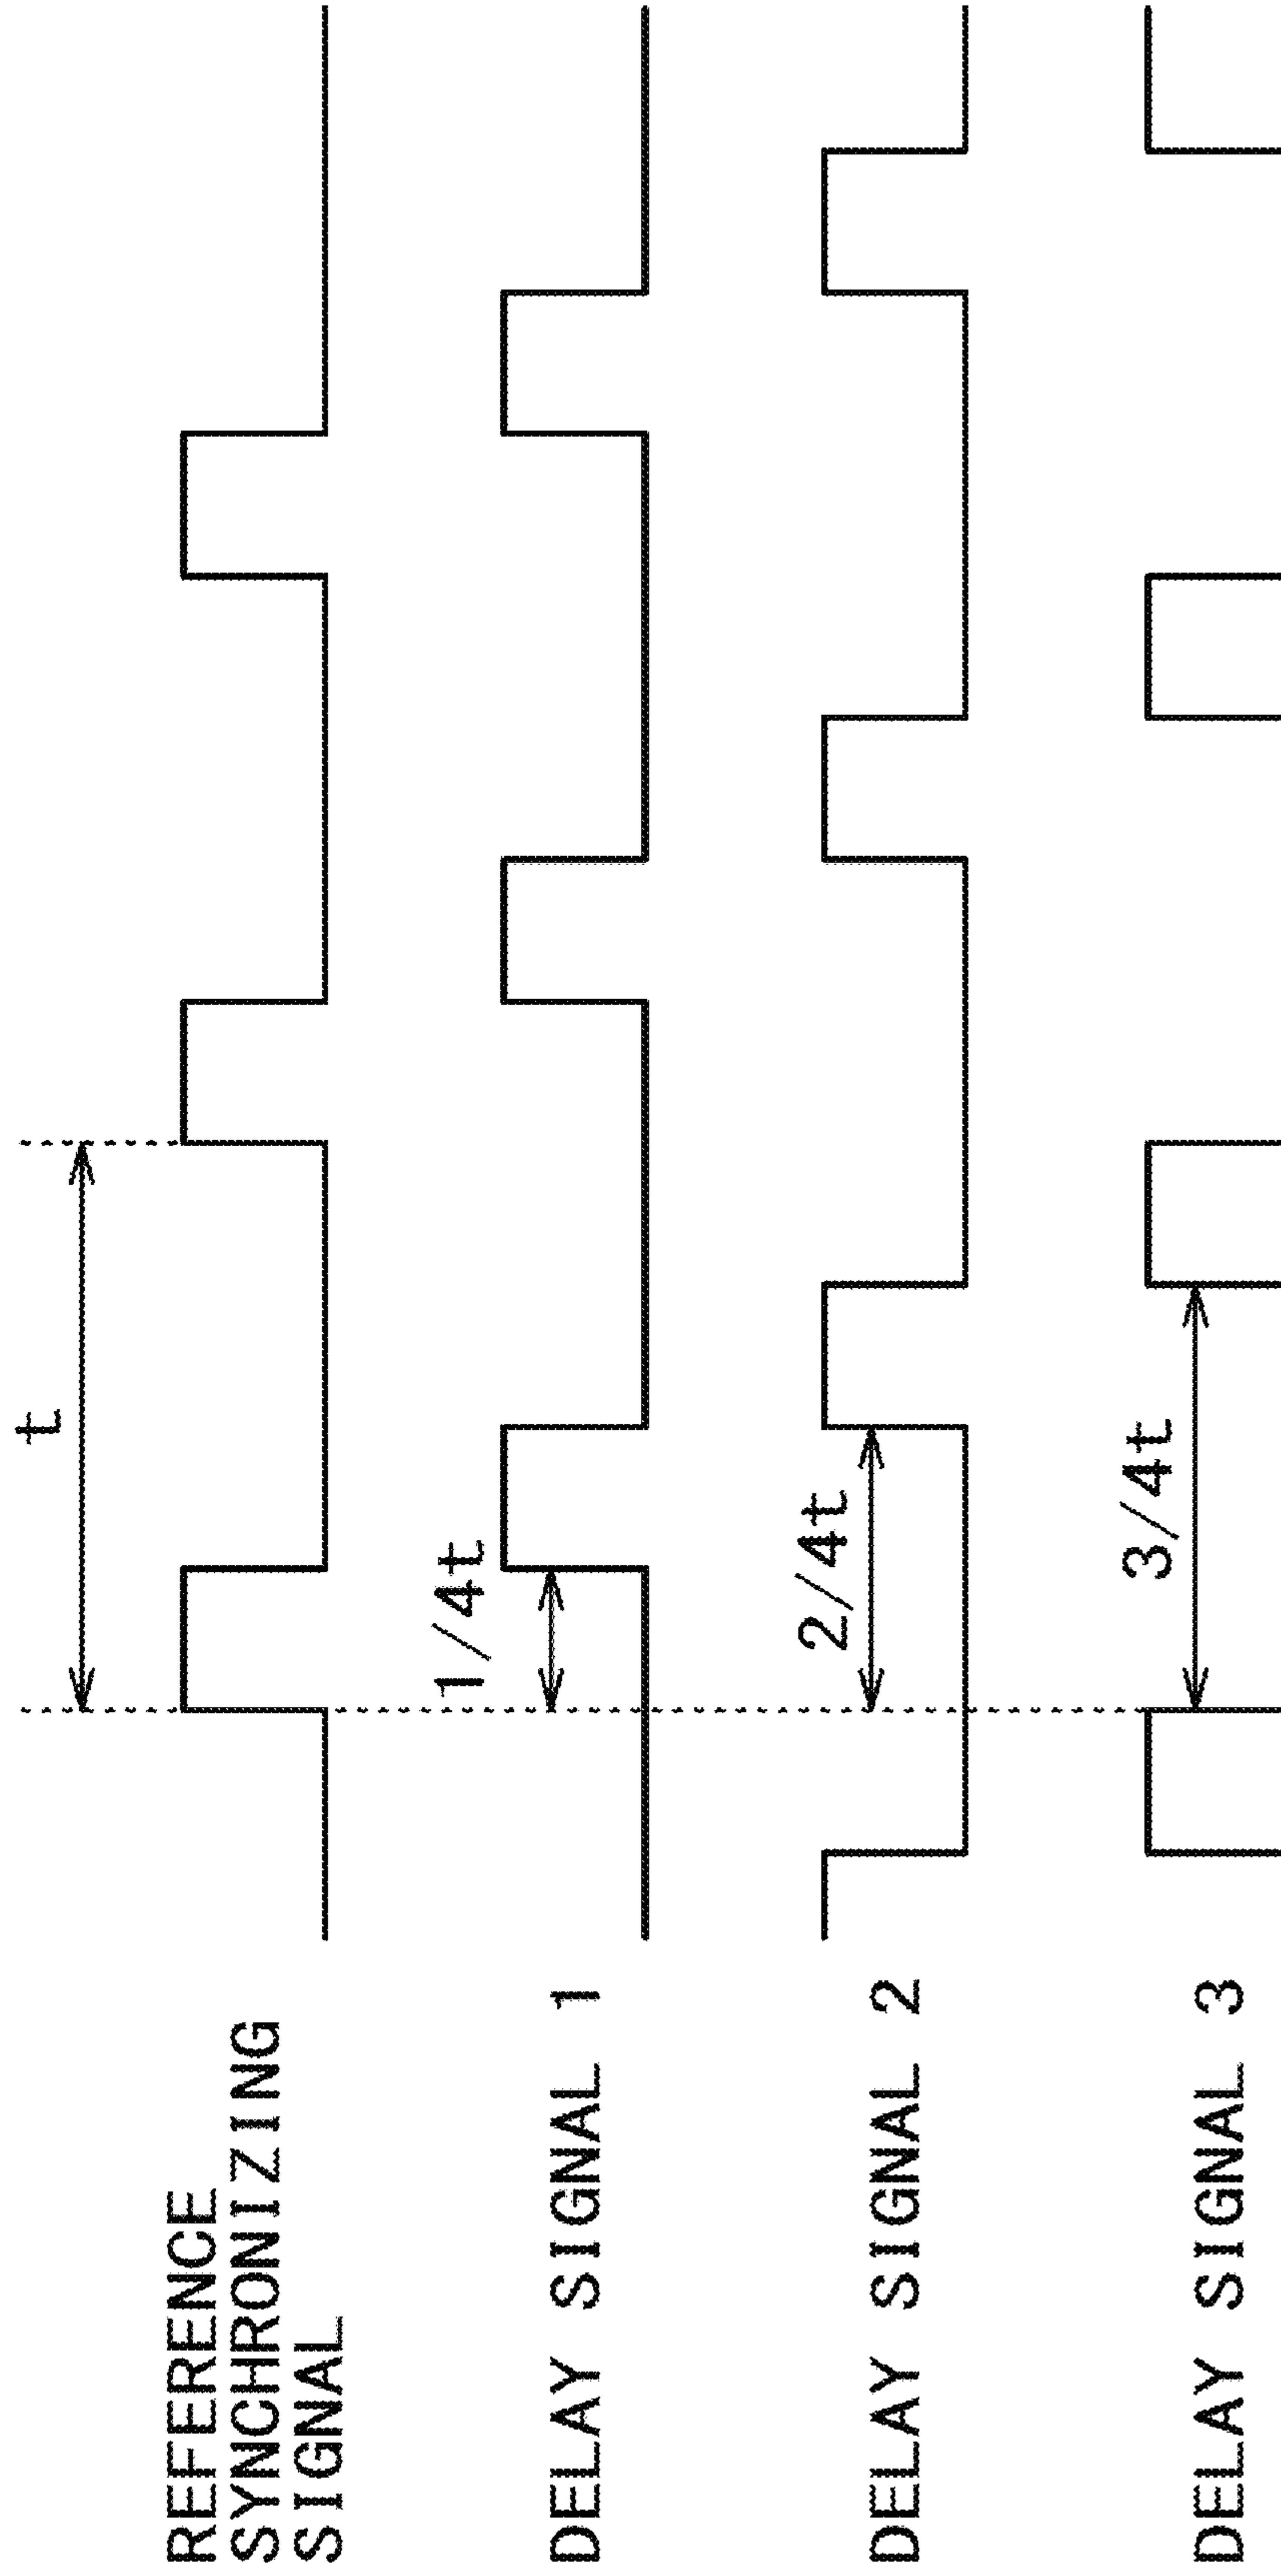 t
REFERENCE
SYNCHRONIZING
SIGNAL
1/4t
DELAY SIGNAL 1
2/4t
DELAY SIGNAL 2
3/4t
DELAY SIGNAL 3